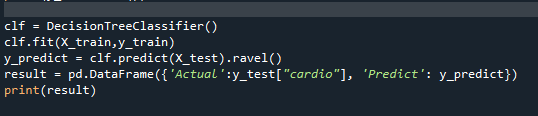 clf = DecisionTreeClassifier()
clf.fit(X_train,y_train)
y_predict = clf.predict(X_test).ravel()
result = pd.DataFrame({'Actual':y_test["cardio"], 'Predict': y_predict})
print(result)